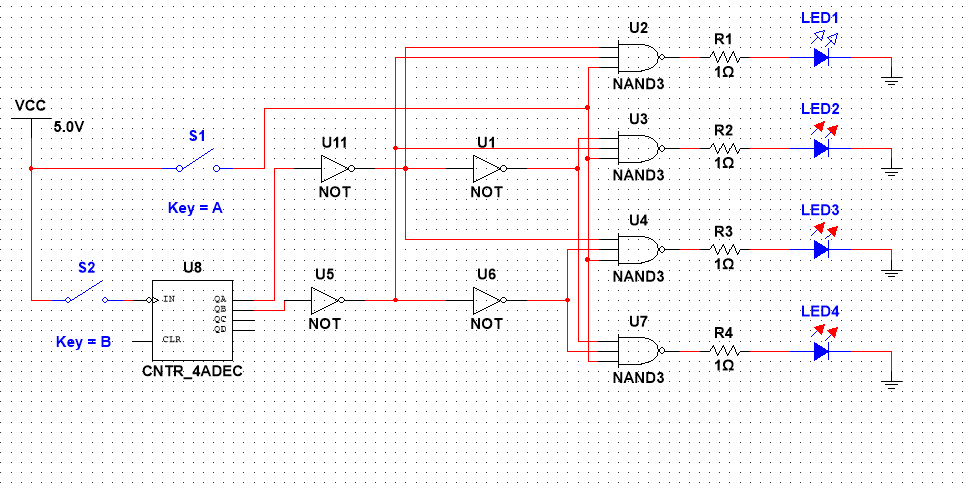 LED1
U2
R1
1Ω
NAND3
VCC
5.0V
LED2
U3
S1
R2
U11
U1
1Ω
NOT
NOT
NAND3
Key = A
LED3
U4
R3
1Ω
S2
U8
U5
U6
NAND3
IN
QA
QB
QC
QD
LED4
NOT
NOT
U7
R4
Key = B
CLR
1Ω
CNTR_4ADEC
NAND3